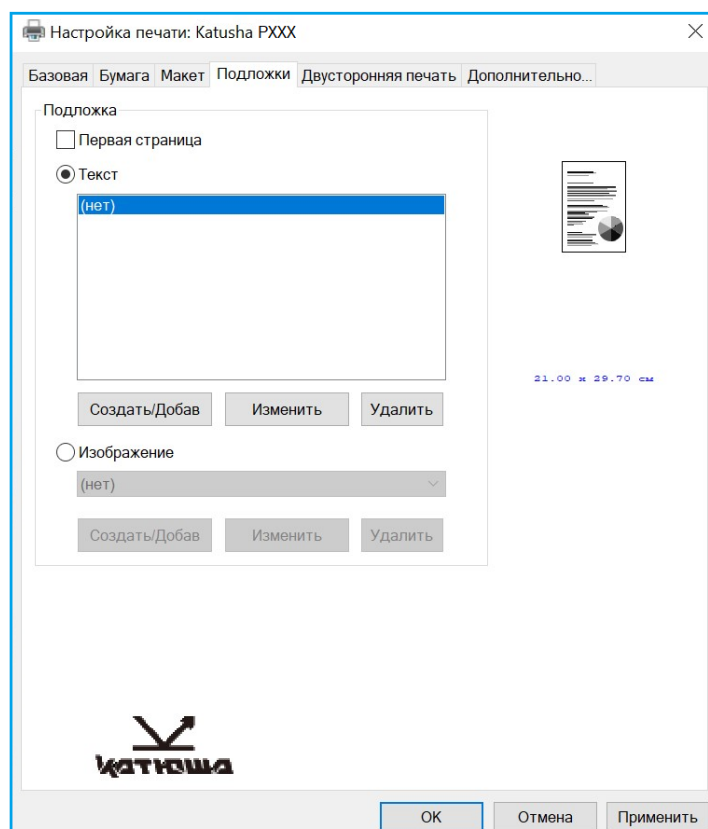 Настройка печати: Katusha PXXX
Базовая Бумага Макет Подложки Двусторонняя печать Дополнительно...
Подложка
Первая страница
Текст
(нет)
21.00 x 29.70 см
Создать/Добав Изменить Удалить
Изображение
(нет)
Создать/Добав Изменить Удалить
катюша
OK Отмена Применить